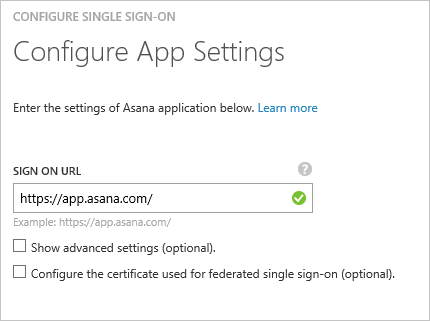 CONFIGURE SINGLE SIGN-ON
Configure App Settings
Enter the settings of Asana application below. Learn more
SIGN ON URL
?
https://app.asana.com/
Example: https://app.asana.com/
Show advanced settings (optional).
Configure the certificate used for federated single sign-on (optional).